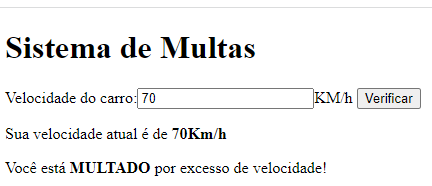 Sistema de Multas
Velocidade do carro: 70 KM/h Verificar
Sua velocidade atual é de 70Km/h
Você está MULTADO por excesso de velocidade!